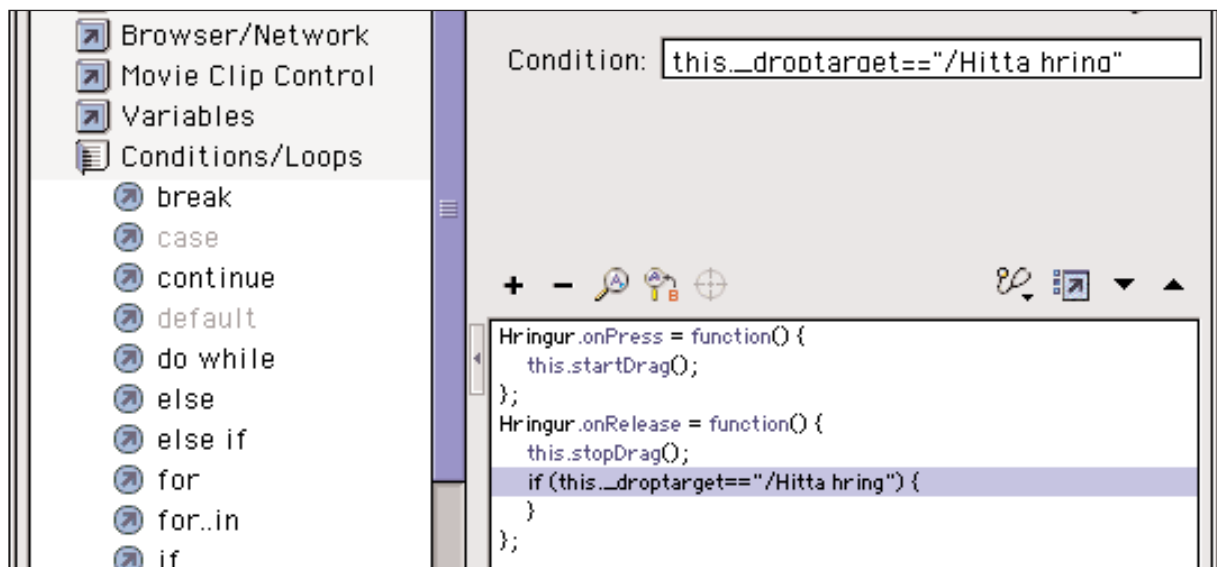 Browser/Network
Movie Clip Control
Variables
Conditions/Loops
break
case
continue
default
do while
else
else if
for
for..in
if
Condition: this._droptarget=="/Hitta hring"
Hringur.onPress = function() {
this.startDrag();
};
Hringur.onRelease = function() {
this.stopDrag();
if (this._droptarget=="/Hitta hring") {
}
};